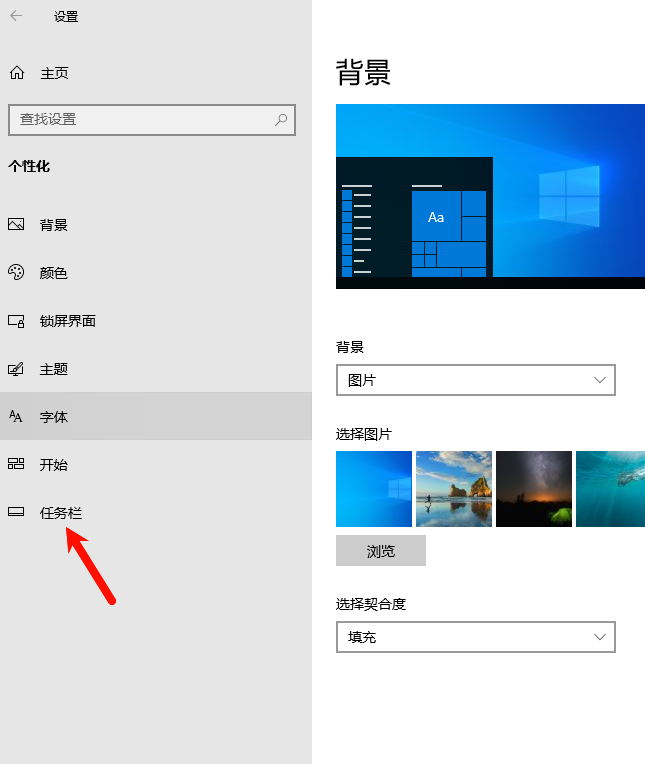 设置
主页
查找设置
个性化
背景
颜色
锁屏界面
主题
字体
开始
任务栏
背景
Aa
背景
图片
选择图片
浏览
选择契合度
填充